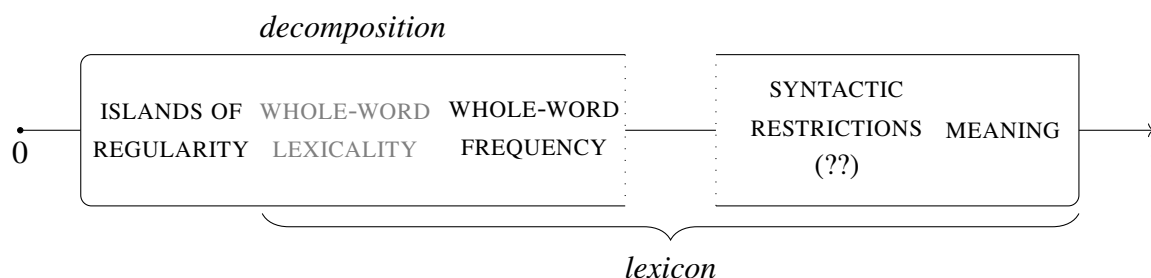 decomposition
ISLANDS OF REGULARITY
WHOLE-WORD LEXICALITY
WHOLE-WORD FREQUENCY
SYNTACTIC RESTRICTIONS (??)
MEANING
0
lexicon